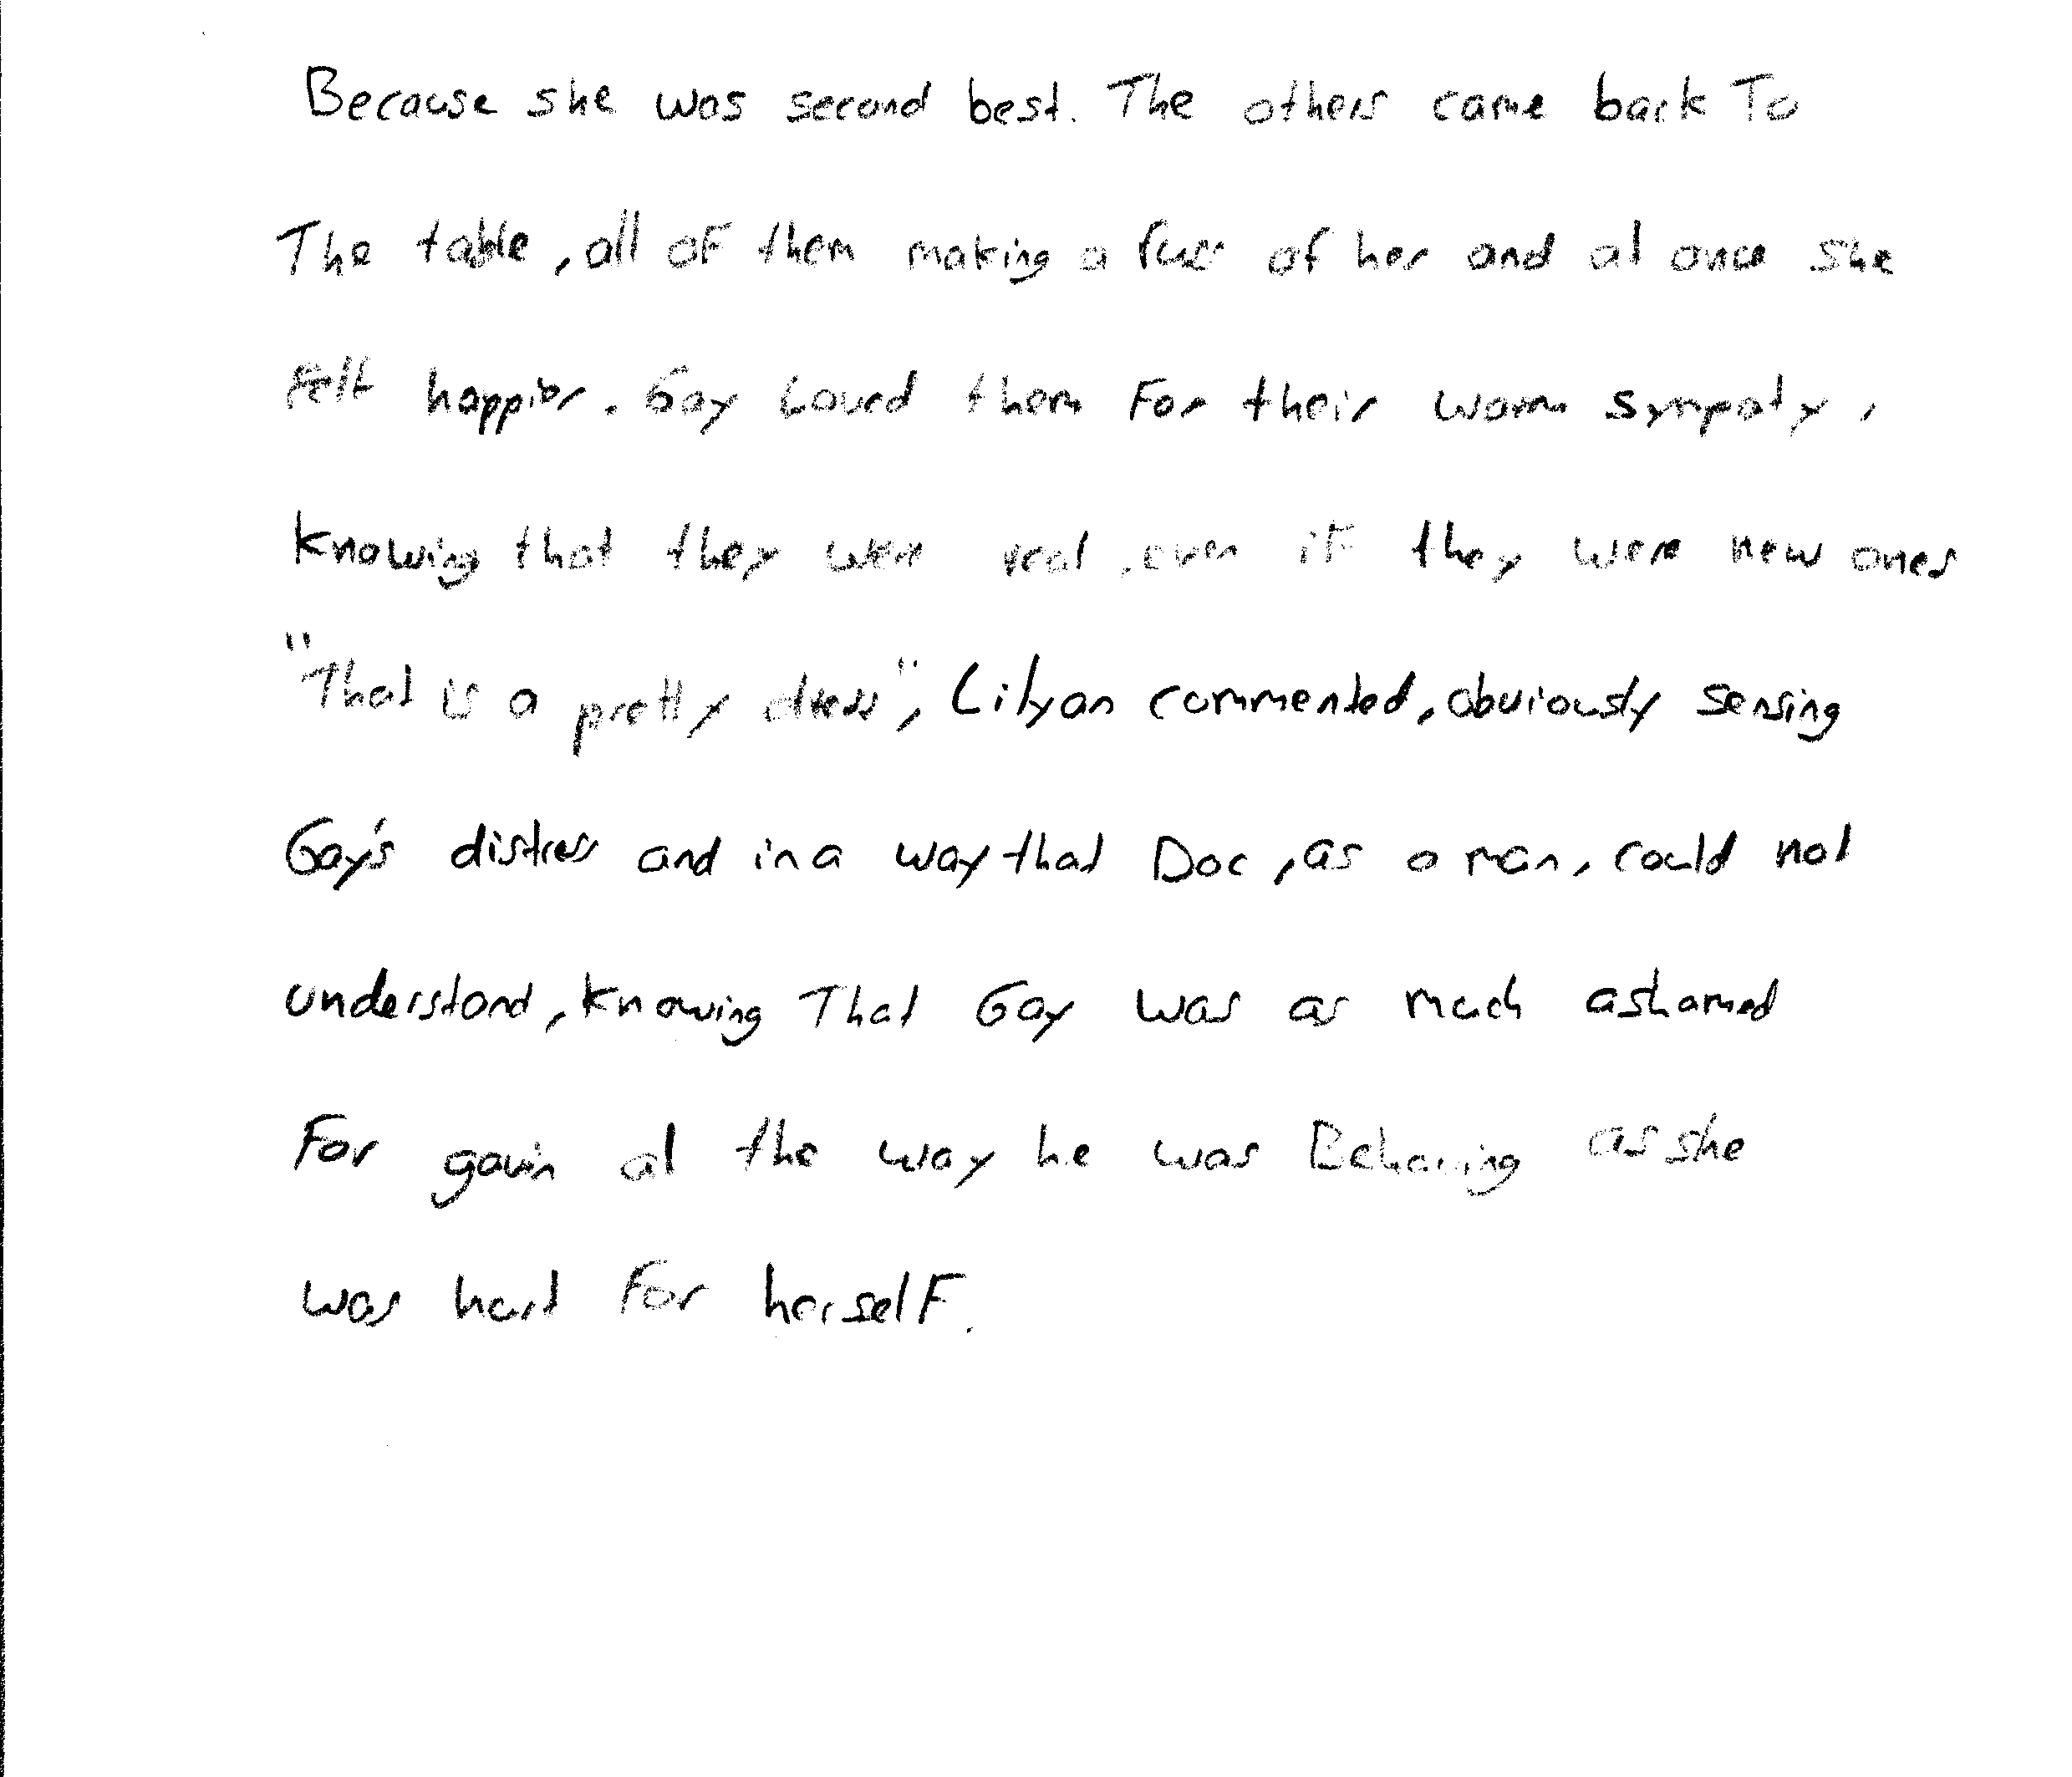 Because she was second best. The others came back To
The table, all of them making a fuss of her and at once she
felt happier. Gay Loved them For their warm sympaty,
Knowing that they were real, even if they were new ones
"That is a pretty dress", Lilyan commented, obviously sensing
Gay's distress and in a way that Doc, as a man, could not
understand, Knowing That Gay was as much ashamed
For gavin at the way he was Behaving as she
was hurt For herself.